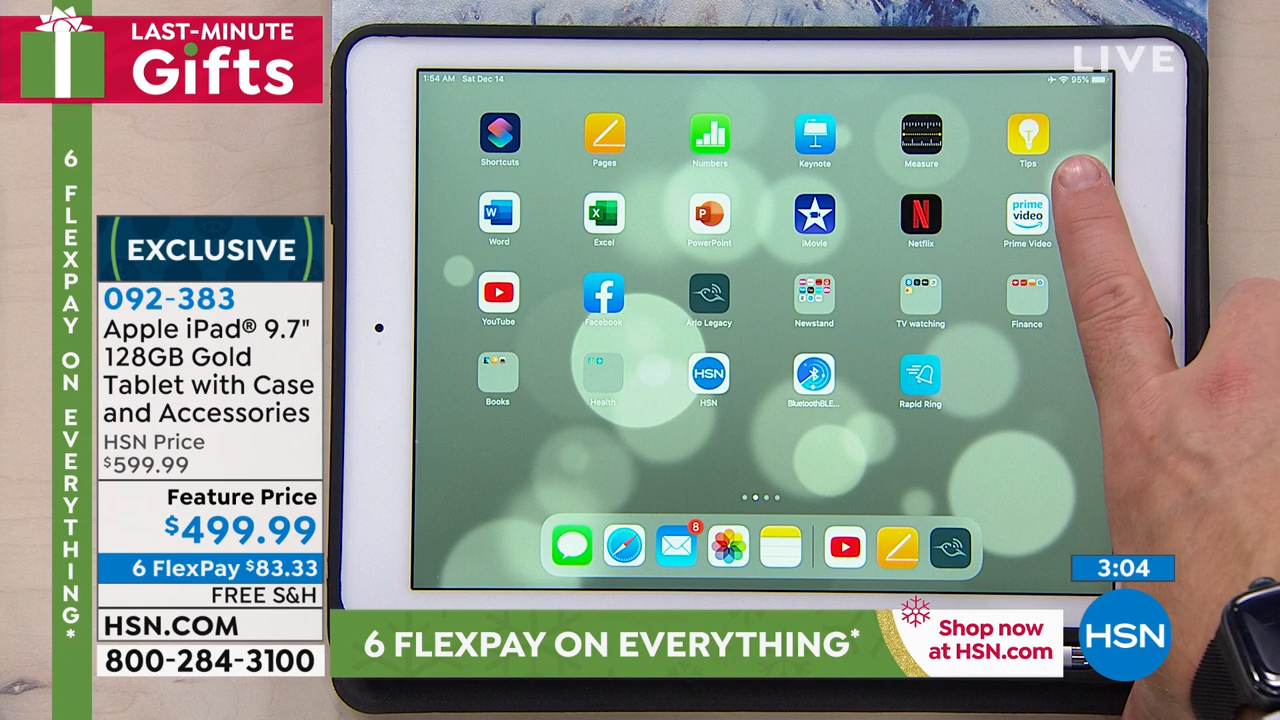 LAST-MINUTE
Gifts
6 FLEXPAY ON EVERYTHING*
EXCLUSIVE
092-383
Apple iPad® 9.7"
128GB Gold
Tablet with Case
and Accessories
HSN Price
$599.99
Feature Price
$499.99
6 FlexPay $83.33
FREE S&H
HSN.COM
800-284-3100
LIVE
1:54 AM Sat Dec 14
95%
Shortcuts
Pages
Numbers
Keynote
Measure
Tips
W
Word
X
Excel
P
PowerPoint
iMovie
N
Netflix
prime
video
Prime Video
YouTube
f
Facebook
Arlo Legacy
Newstand
TV watching
Finance
Books
Health
HSN
HSN
BluetoothBLE...
Rapid Ring
8
3:04
6 FLEXPAY ON EVERYTHING*
Shop now
at HSN.com
HSN